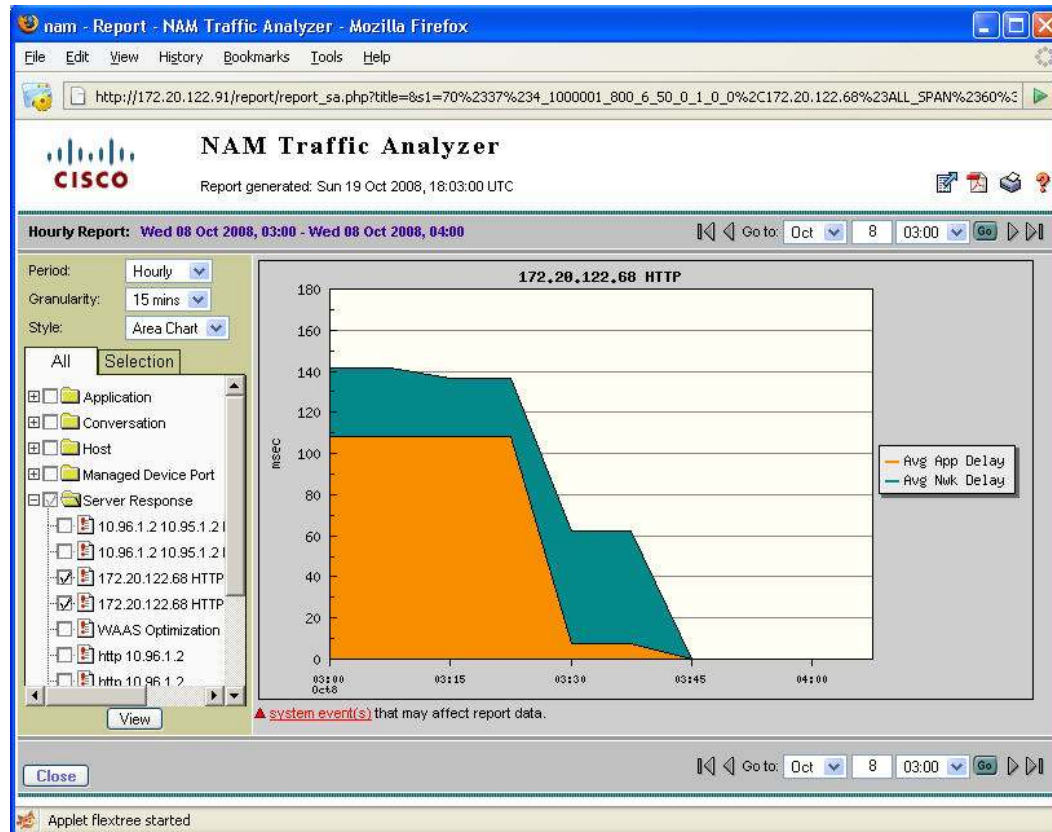 nam - Report - NAM Traffic Analyzer - Mozilla Firefox
File Edit View History Bookmarks Tools Help
http://172.20.122.91/report/report_sa.php?title=&s1=70%2337%234_1000001_800_6_50_0_1_0_0%2C172.20.122.68%23ALL_SPAN%2360%3
CISCO
NAM Traffic Analyzer
Report generated: Sun 19 Oct 2008, 18:03:00 UTC
Hourly Report: Wed 08 Oct 2008, 03:00 - Wed 08 Oct 2008, 04:00
Go to: Oct 8 03:00 Go
Period: Hourly
Granularity: 15 mins
Style: Area Chart
All Selection
Application
Conversation
Host
Managed Device Port
Server Response
10.96.1.2 10.95.1.2
10.96.1.2 10.95.1.2
172.20.122.68 HTTP
172.20.122.68 HTTP
WAAS Optimization
http 10.96.1.2
http 10.96.1.2
View
172.20.122.68 HTTP
180
160
140
120
100
80
60
40
20
0
msec
03:00 03:15 03:30 03:45 04:00
Oct8
Avg App Delay
Avg Nwk Delay
system event(s) that may affect report data.
Close
Go to: Oct 8 03:00 Go
Applet flextree started